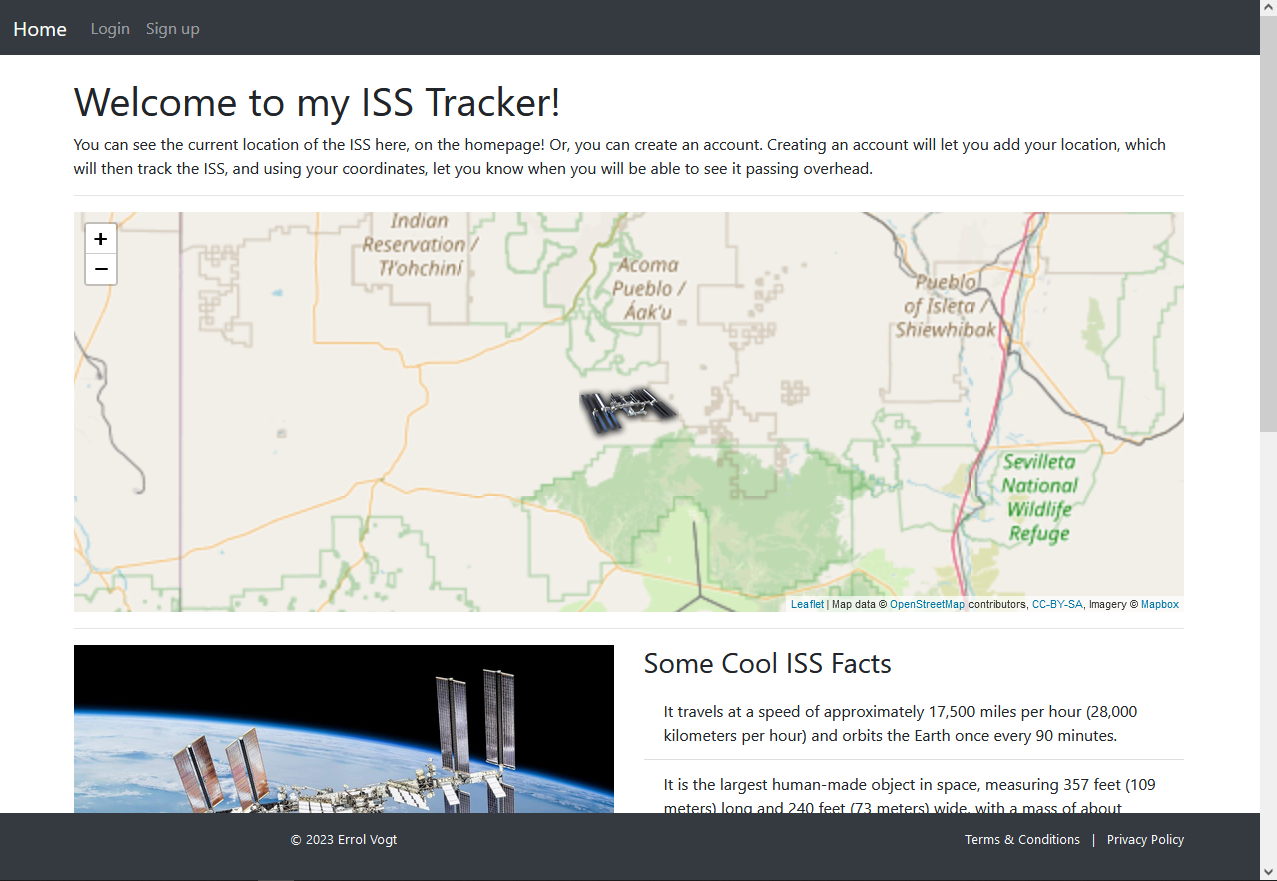 Home Login Sign up
Welcome to my ISS Tracker!
You can see the current location of the ISS here, on the homepage! Or, you can create an account. Creating an account will let you add your location, which
will then track the ISS, and using your coordinates, let you know when you will be able to see it passing overhead.
+
−
Indian
Reservation /
Tł'ohchiní
Acoma
Pueblo /
Áak'u
Pueblo
of Isleta /
Shiewhibak
Sevilleta
National
Wildlife
Refuge
Leaflet | Map data © OpenStreetMap contributors, CC-BY-SA, Imagery © Mapbox
Some Cool ISS Facts
It travels at a speed of approximately 17,500 miles per hour (28,000
kilometers per hour) and orbits the Earth once every 90 minutes.
It is the largest human-made object in space, measuring 357 feet (109
meters) long and 240 feet (73 meters) wide, with a mass of about
© 2023 Errol Vogt
Terms & Conditions | Privacy Policy